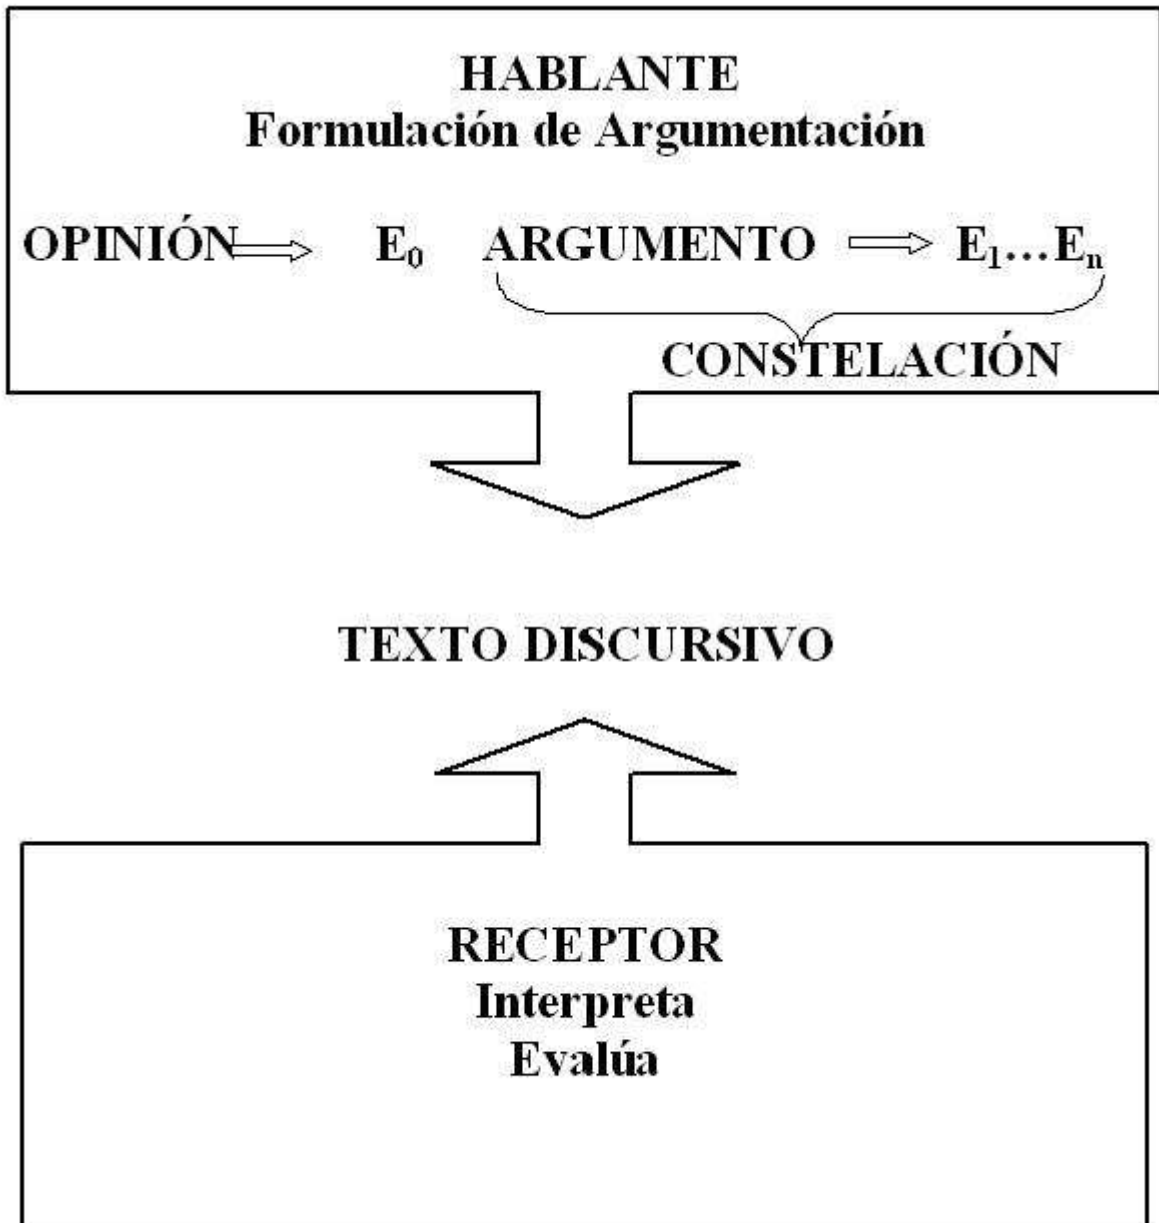 HABLANTE
Formulación de Argumentación
OPINIÓN E₀ ARGUMENTO E₁…Eₙ
CONSTELACIÓN
TEXTO DISCURSIVO
RECEPTOR
Interpreta
Evalúa